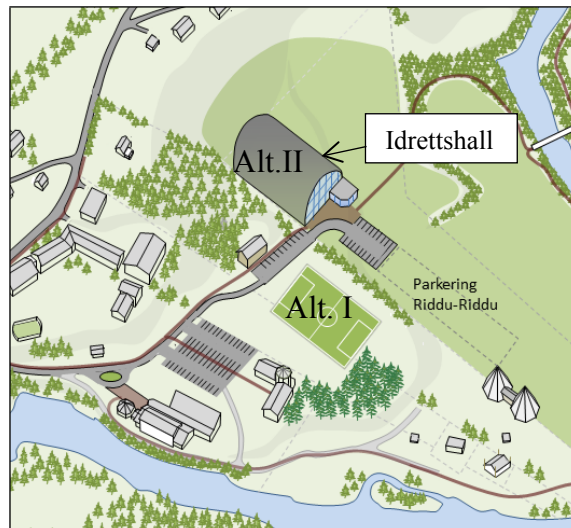 Idrettshall
Alt.II
Parkering
Riddu-Riddu
Alt. I